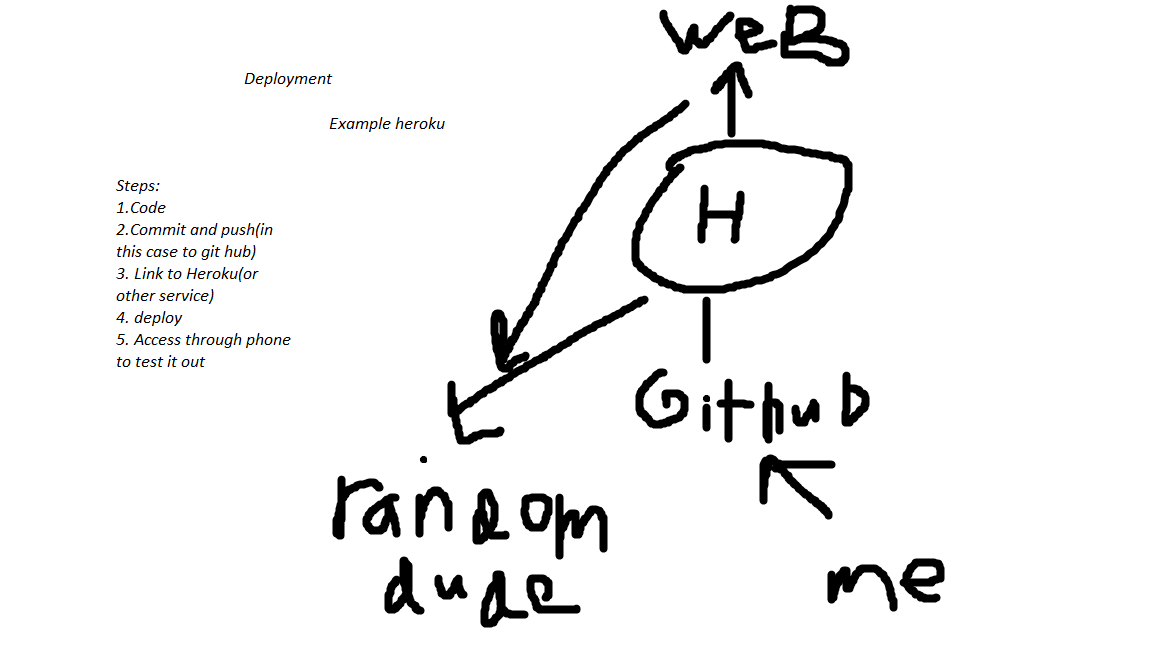 Deployment
Example heroku
Steps:
1.Code
2.Commit and push(in
this case to git hub)
3. Link to Heroku(or
other service)
4. deploy
5. Access through phone
to test it out
weB
H
Github
random
dude
me